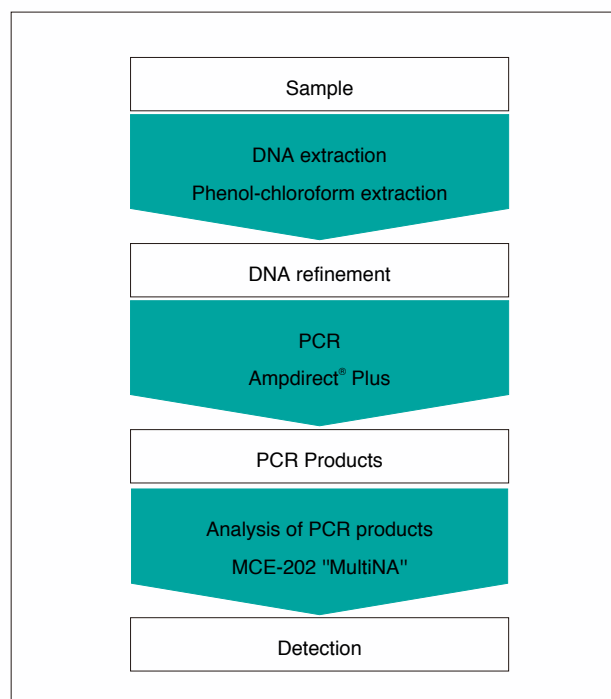 Sample
DNA extraction
Phenol-chloroform extraction
DNA refinement
PCR
Ampdirect® Plus
PCR Products
Analysis of PCR products
MCE-202 "MultiNA"
Detection